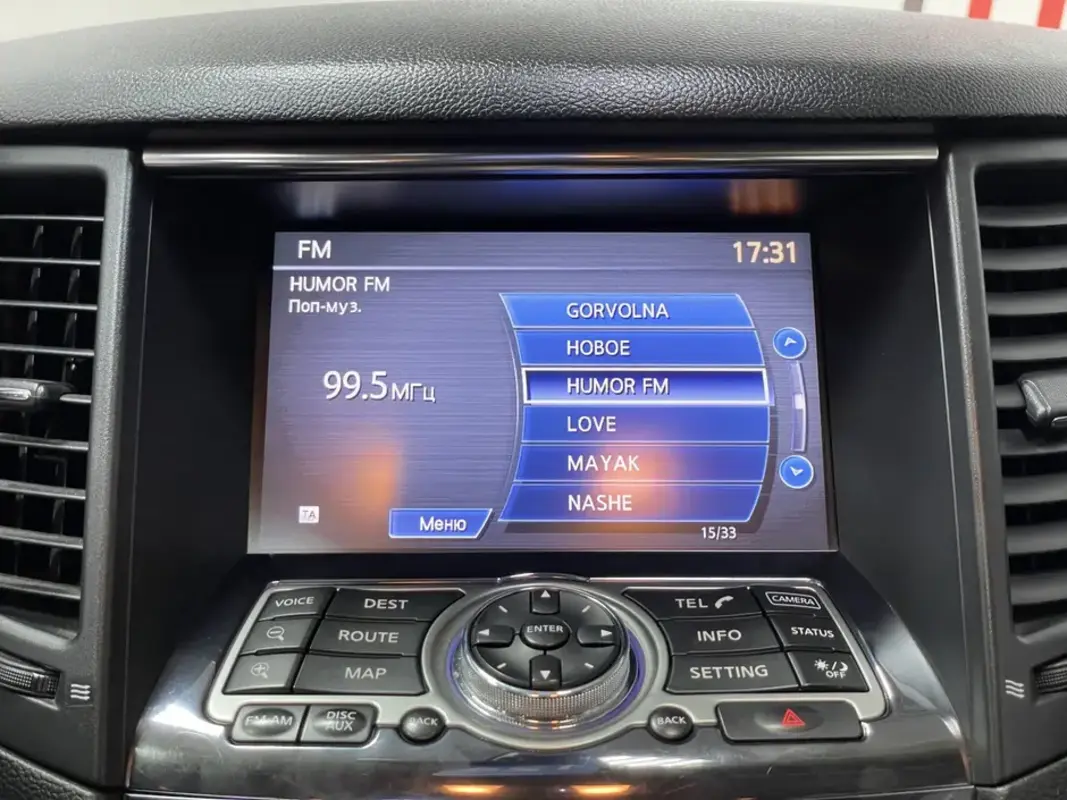 FM 17:31
HUMOR FM
Поп-муз.
99.5 МГц
GORVOLNA
НОВОЕ
HUMOR FM
LOVE
MAYAK
NASHE
TA
Меню
15/33
VOICE DEST
ROUTE
MAP
FM·AM
DISC AUX
BACK
ENTER
TEL CAMERA
INFO STATUS
SETTING OFF
BACK